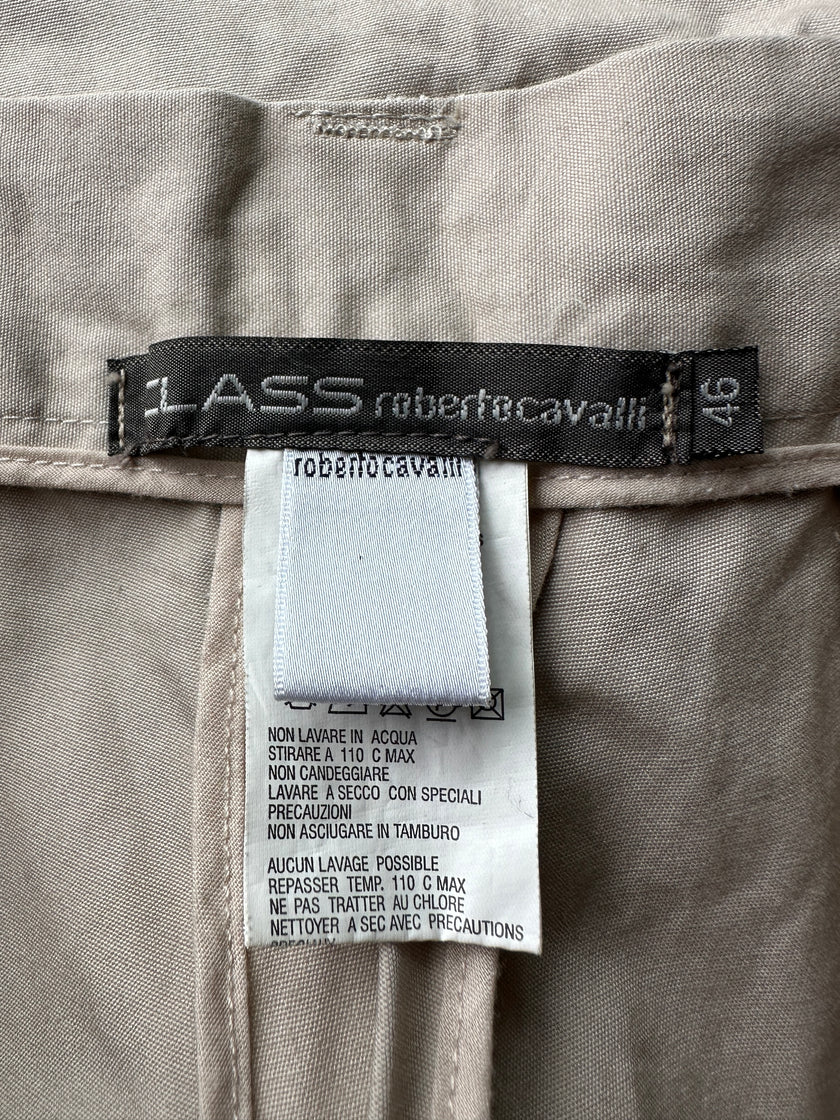 CLASS robertocavalli 46
robertocavalli
NON LAVARE IN ACQUA
STIRARE A 110 C MAX
NON CANDEGGIARE
LAVARE A SECCO CON SPECIALI
PRECAUZIONI
NON ASCIUGARE IN TAMBURO
AUCUN LAVAGE POSSIBLE
REPASSER TEMP. 110 C MAX
NE PAS TRATTER AU CHLORE
NETTOYER A SEC AVEC PRECAUTIONS